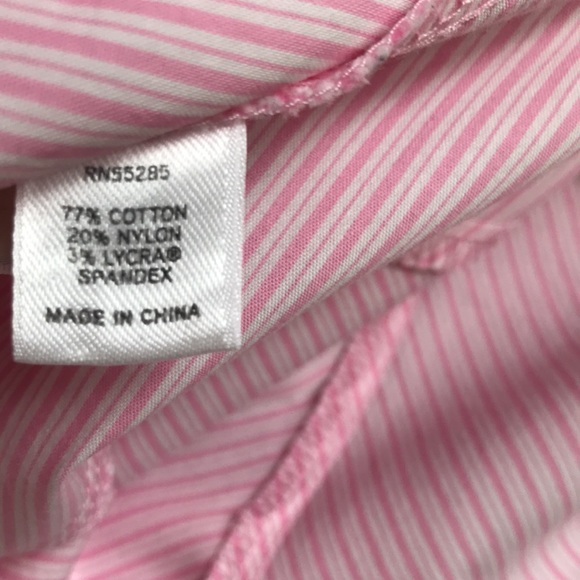 RN55285
77% COTTON
20% NYLON
3% LYCRA®
SPANDEX
MADE IN CHINA